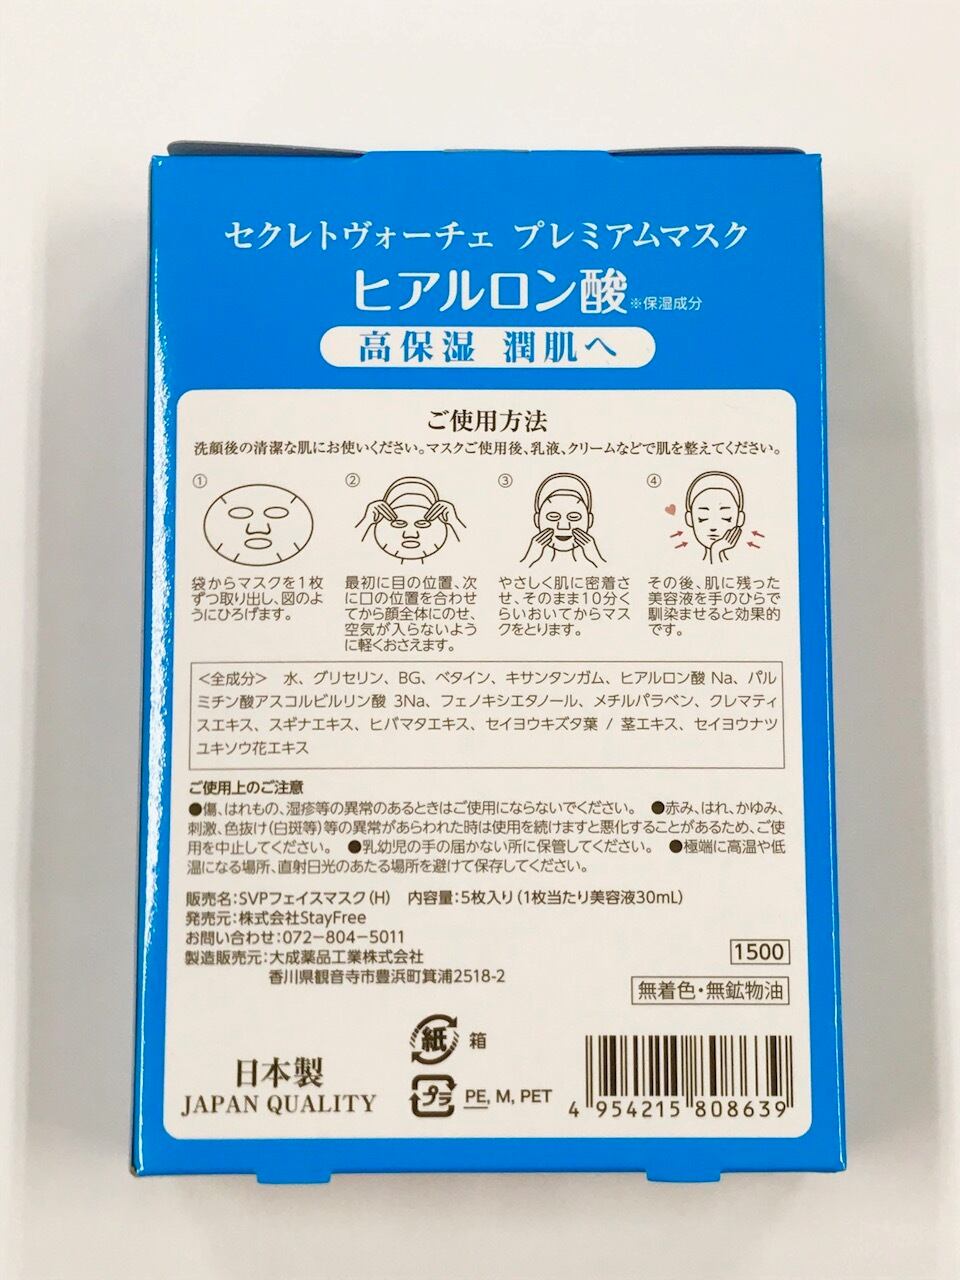 セクレトヴォーチェ プレミアムマスク
ヒアルロン酸※保湿成分
高保湿 潤肌へ
ご使用方法
洗顔後の清潔な肌にお使いください。マスクご使用後、乳液、クリームなどで肌を整えてください。
①
袋からマスクを1枚
ずつ取り出し、図のよ
うにひろげます。
②
最初に目の位置、次
に口の位置を合わせ
てから顔全体にのせ、
空気が入らないよう
に軽くおさえます。
③
やさしく肌に密着さ
せ、そのまま10分く
らいおいてからマス
クをとります。
④
その後、肌に残った
美容液を手のひらで
馴染ませると効果的
です。
＜全成分＞ 水、グリセリン、BG、ベタイン、キサンタンガム、ヒアルロン酸 Na、パル
ミチン酸アスコルビルリン酸 3Na、フェノキシエタノール、メチルパラベン、クレマティ
スエキス、スギナエキス、ヒバマタエキス、セイヨウキズタ葉 / 茎エキス、セイヨウナツ
ユキソウ花エキス
ご使用上のご注意
●傷、はれもの、湿疹等の異常のあるときはご使用にならないでください。 ●赤み、はれ、かゆみ、
刺激、色抜け(白斑等)等の異常があらわれた時は使用を続けますと悪化することがあるため、ご使
用を中止してください。 ●乳幼児の手の届かない所に保管してください。 ●極端に高温や低
温になる場所、直射日光のあたる場所を避けて保存してください。
販売名：SVPフェイスマスク(H) 内容量：5枚入り(1枚当たり美容液30mL)
発売元：株式会社StayFree
お問い合わせ：072−804−5011
製造販売元：大成薬品工業株式会社
香川県観音寺市豊浜町箕浦2518-2
1500
無着色・無鉱物油
紙 箱
プラ PE, M, PET
日本製
JAPAN QUALITY
4 954215 808639